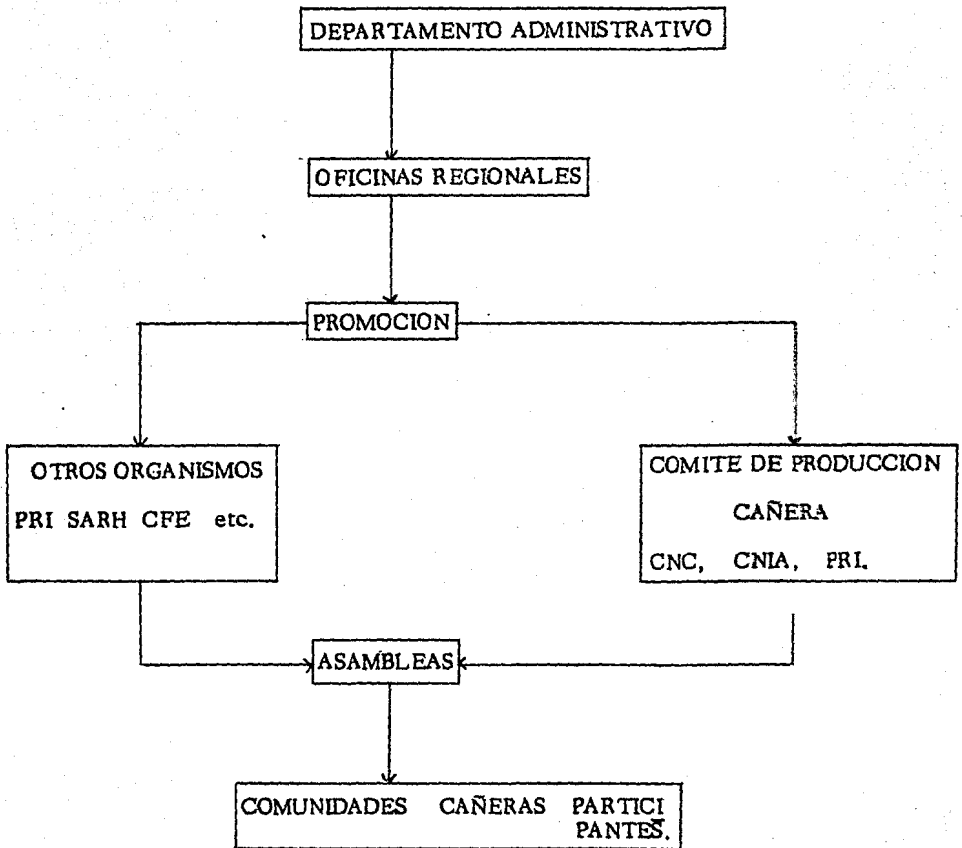 DEPARTAMENTO ADMINISTRATIVO
OFICINAS REGIONALES
PROMOCION
OTROS ORGANISMOS
PRI SARH CFE etc.
COMITE DE PRODUCCION
CAÑERA
CNC, CNIA, PRI.
ASAMBLEAS
COMUNIDADES CAÑERAS PARTICI
PANTES.